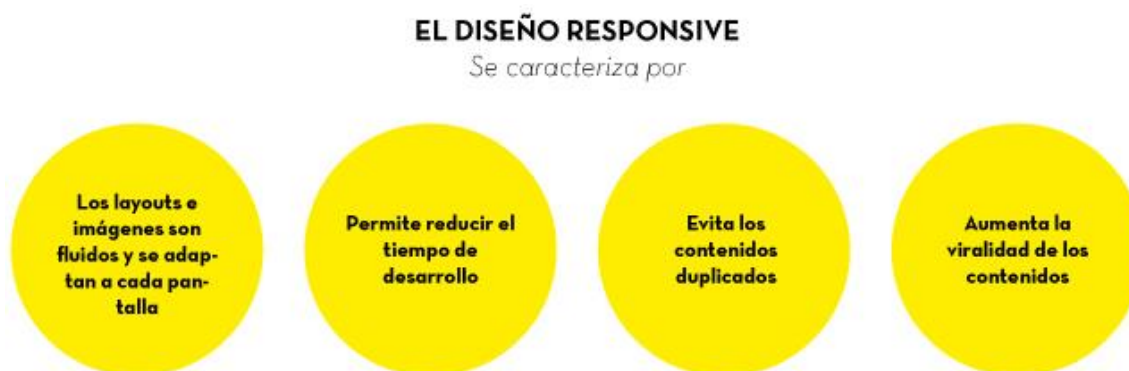 EL DISEÑO RESPONSIVE
Se caracteriza por
Los layouts e
imágenes son
fluidos y se adap-
tan a cada pan-
talla
Permite reducir el
tiempo de
desarrollo
Evita los
contenidos
duplicados
Aumenta la
viralidad de los
contenidos